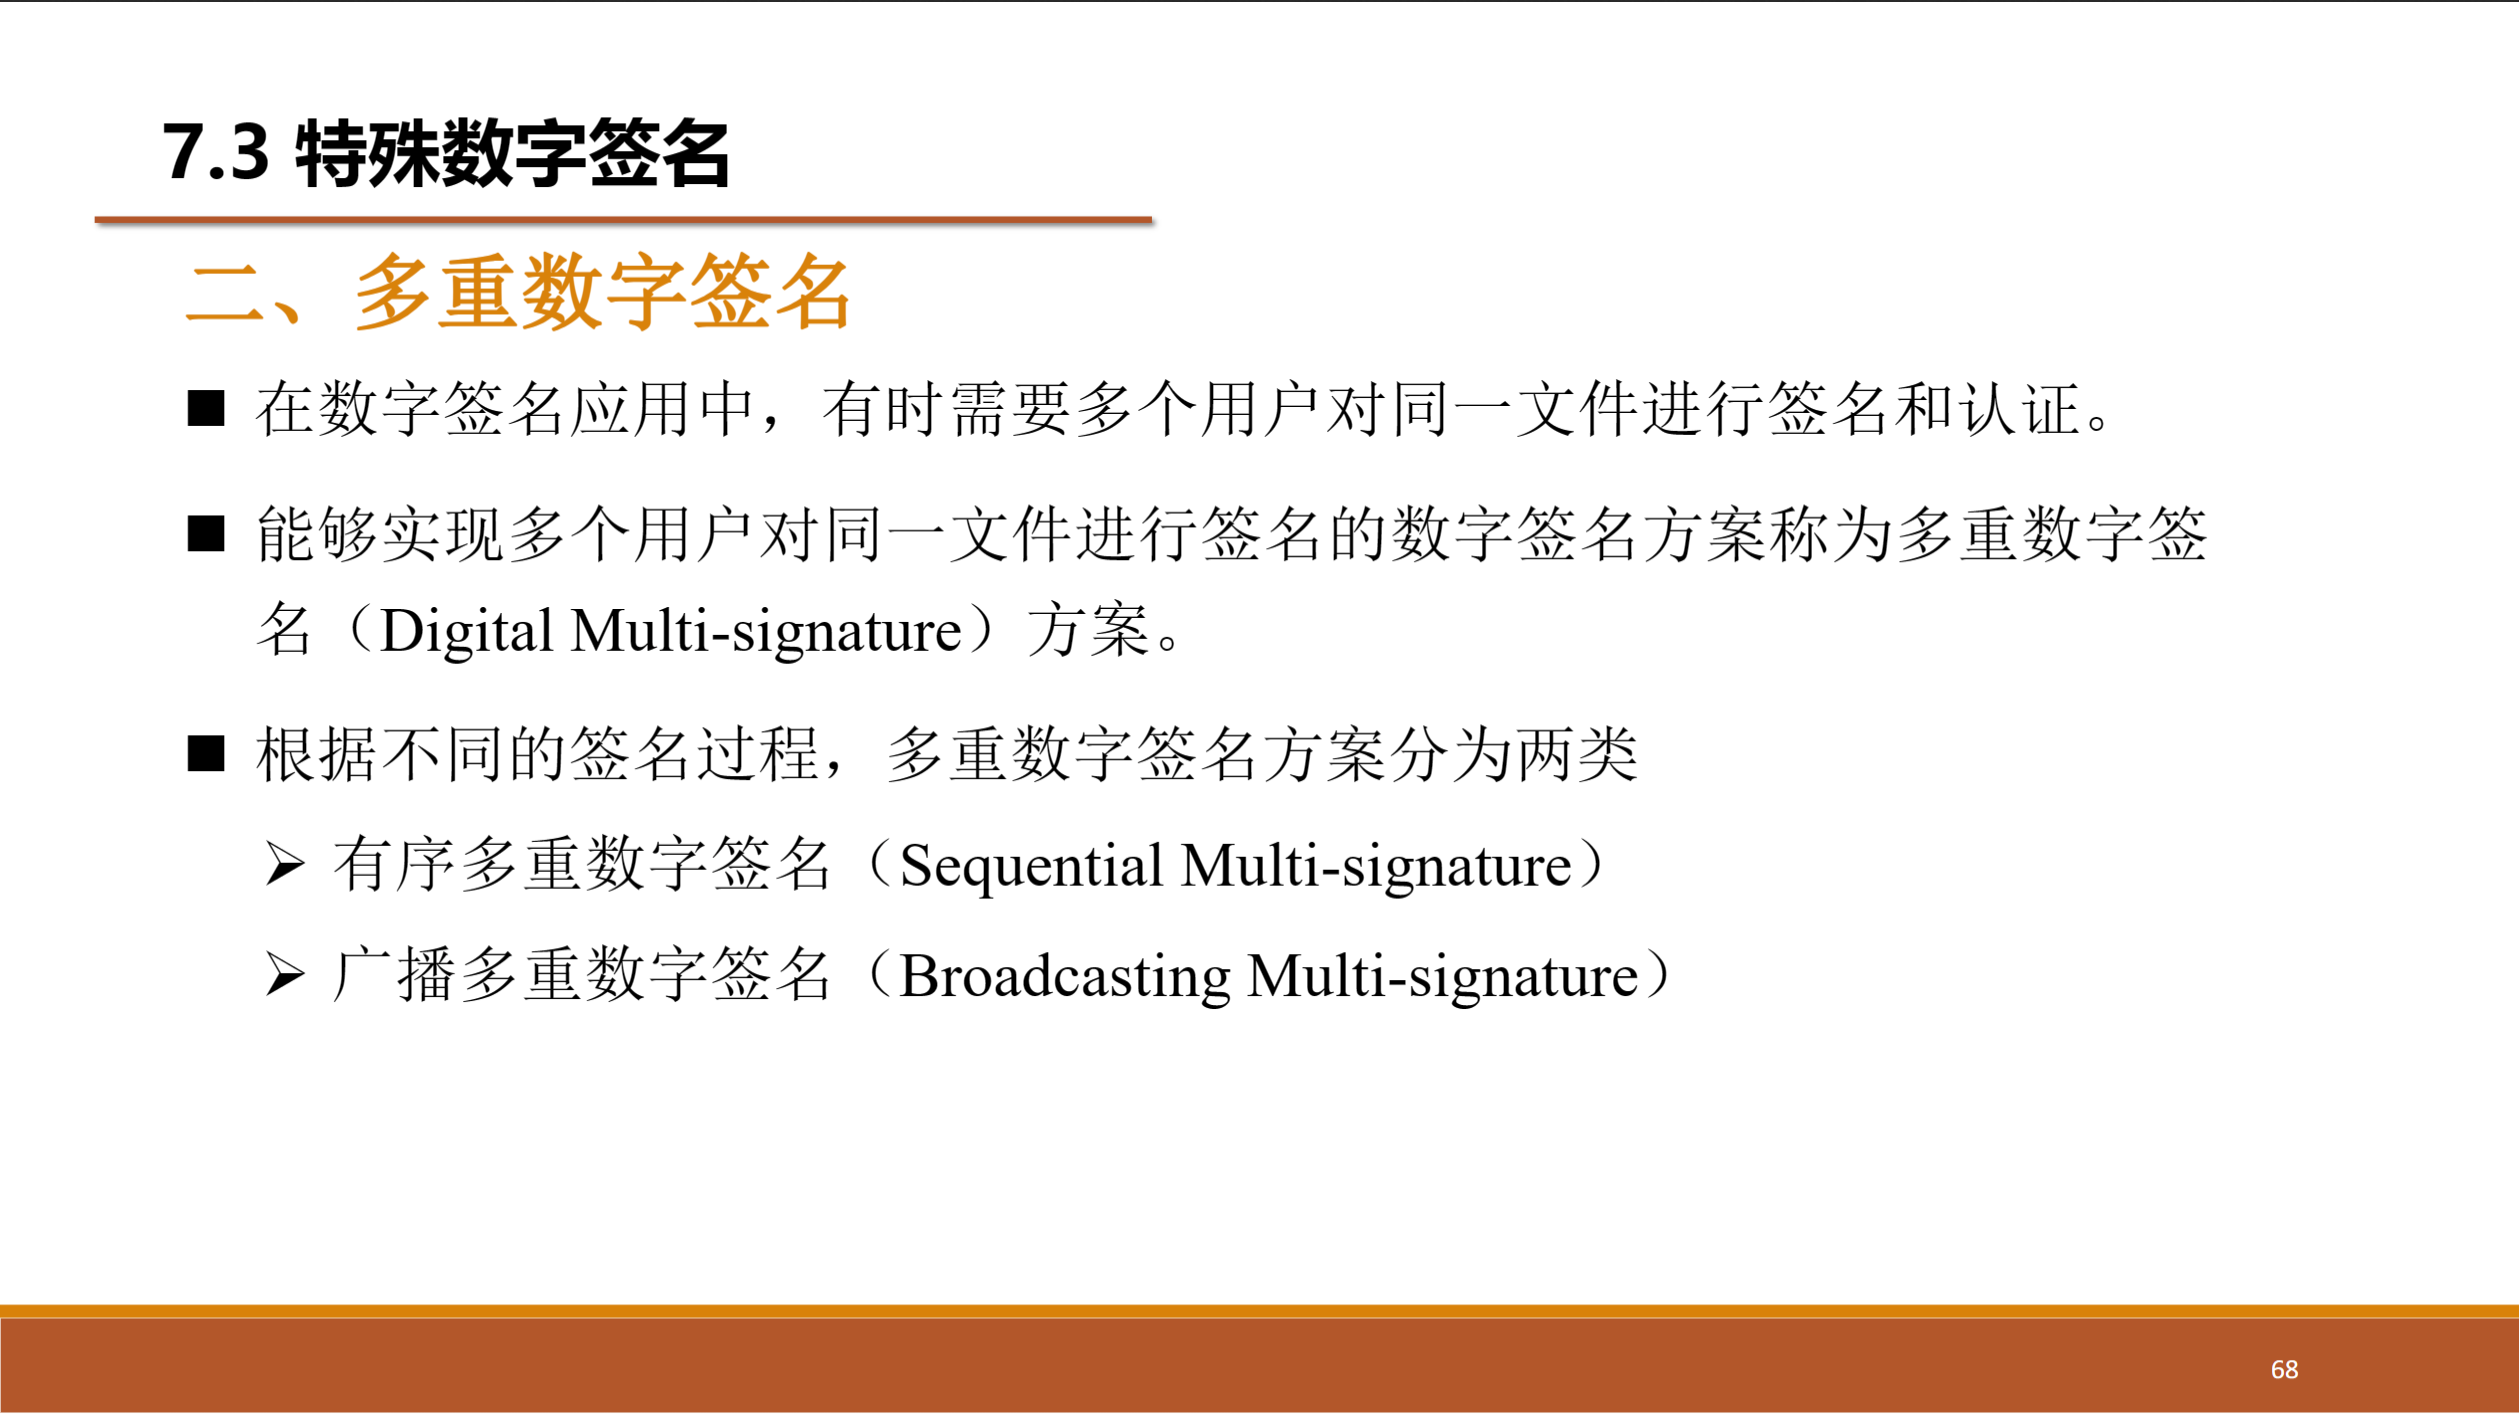 7.3 特殊数字签名
二、多重数字签名
■ 在数字签名应用中，有时需要多个用户对同一文件进行签名和认证。
■ 能够实现多个用户对同一文件进行签名的数字签名方案称为多重数字签
名（Digital Multi-signature）方案。
■ 根据不同的签名过程，多重数字签名方案分为两类
➢ 有序多重数字签名（Sequential Multi-signature）
➢ 广播多重数字签名（Broadcasting Multi-signature）
68